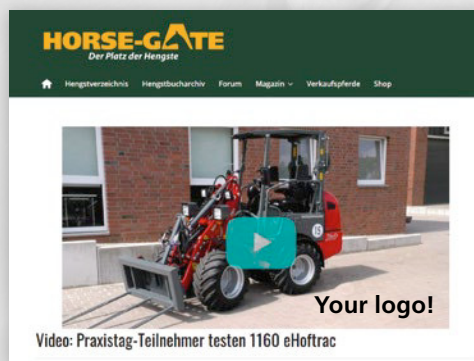 HORSE-GATE
Der Platz der Hengste
Hengstverzeichnis Hengstbucharchiv Forum Magazin Verkaufspferde Shop
15
Your logo!
Video: Praxistag-Teilnehmer testen 1160 eHoftrac